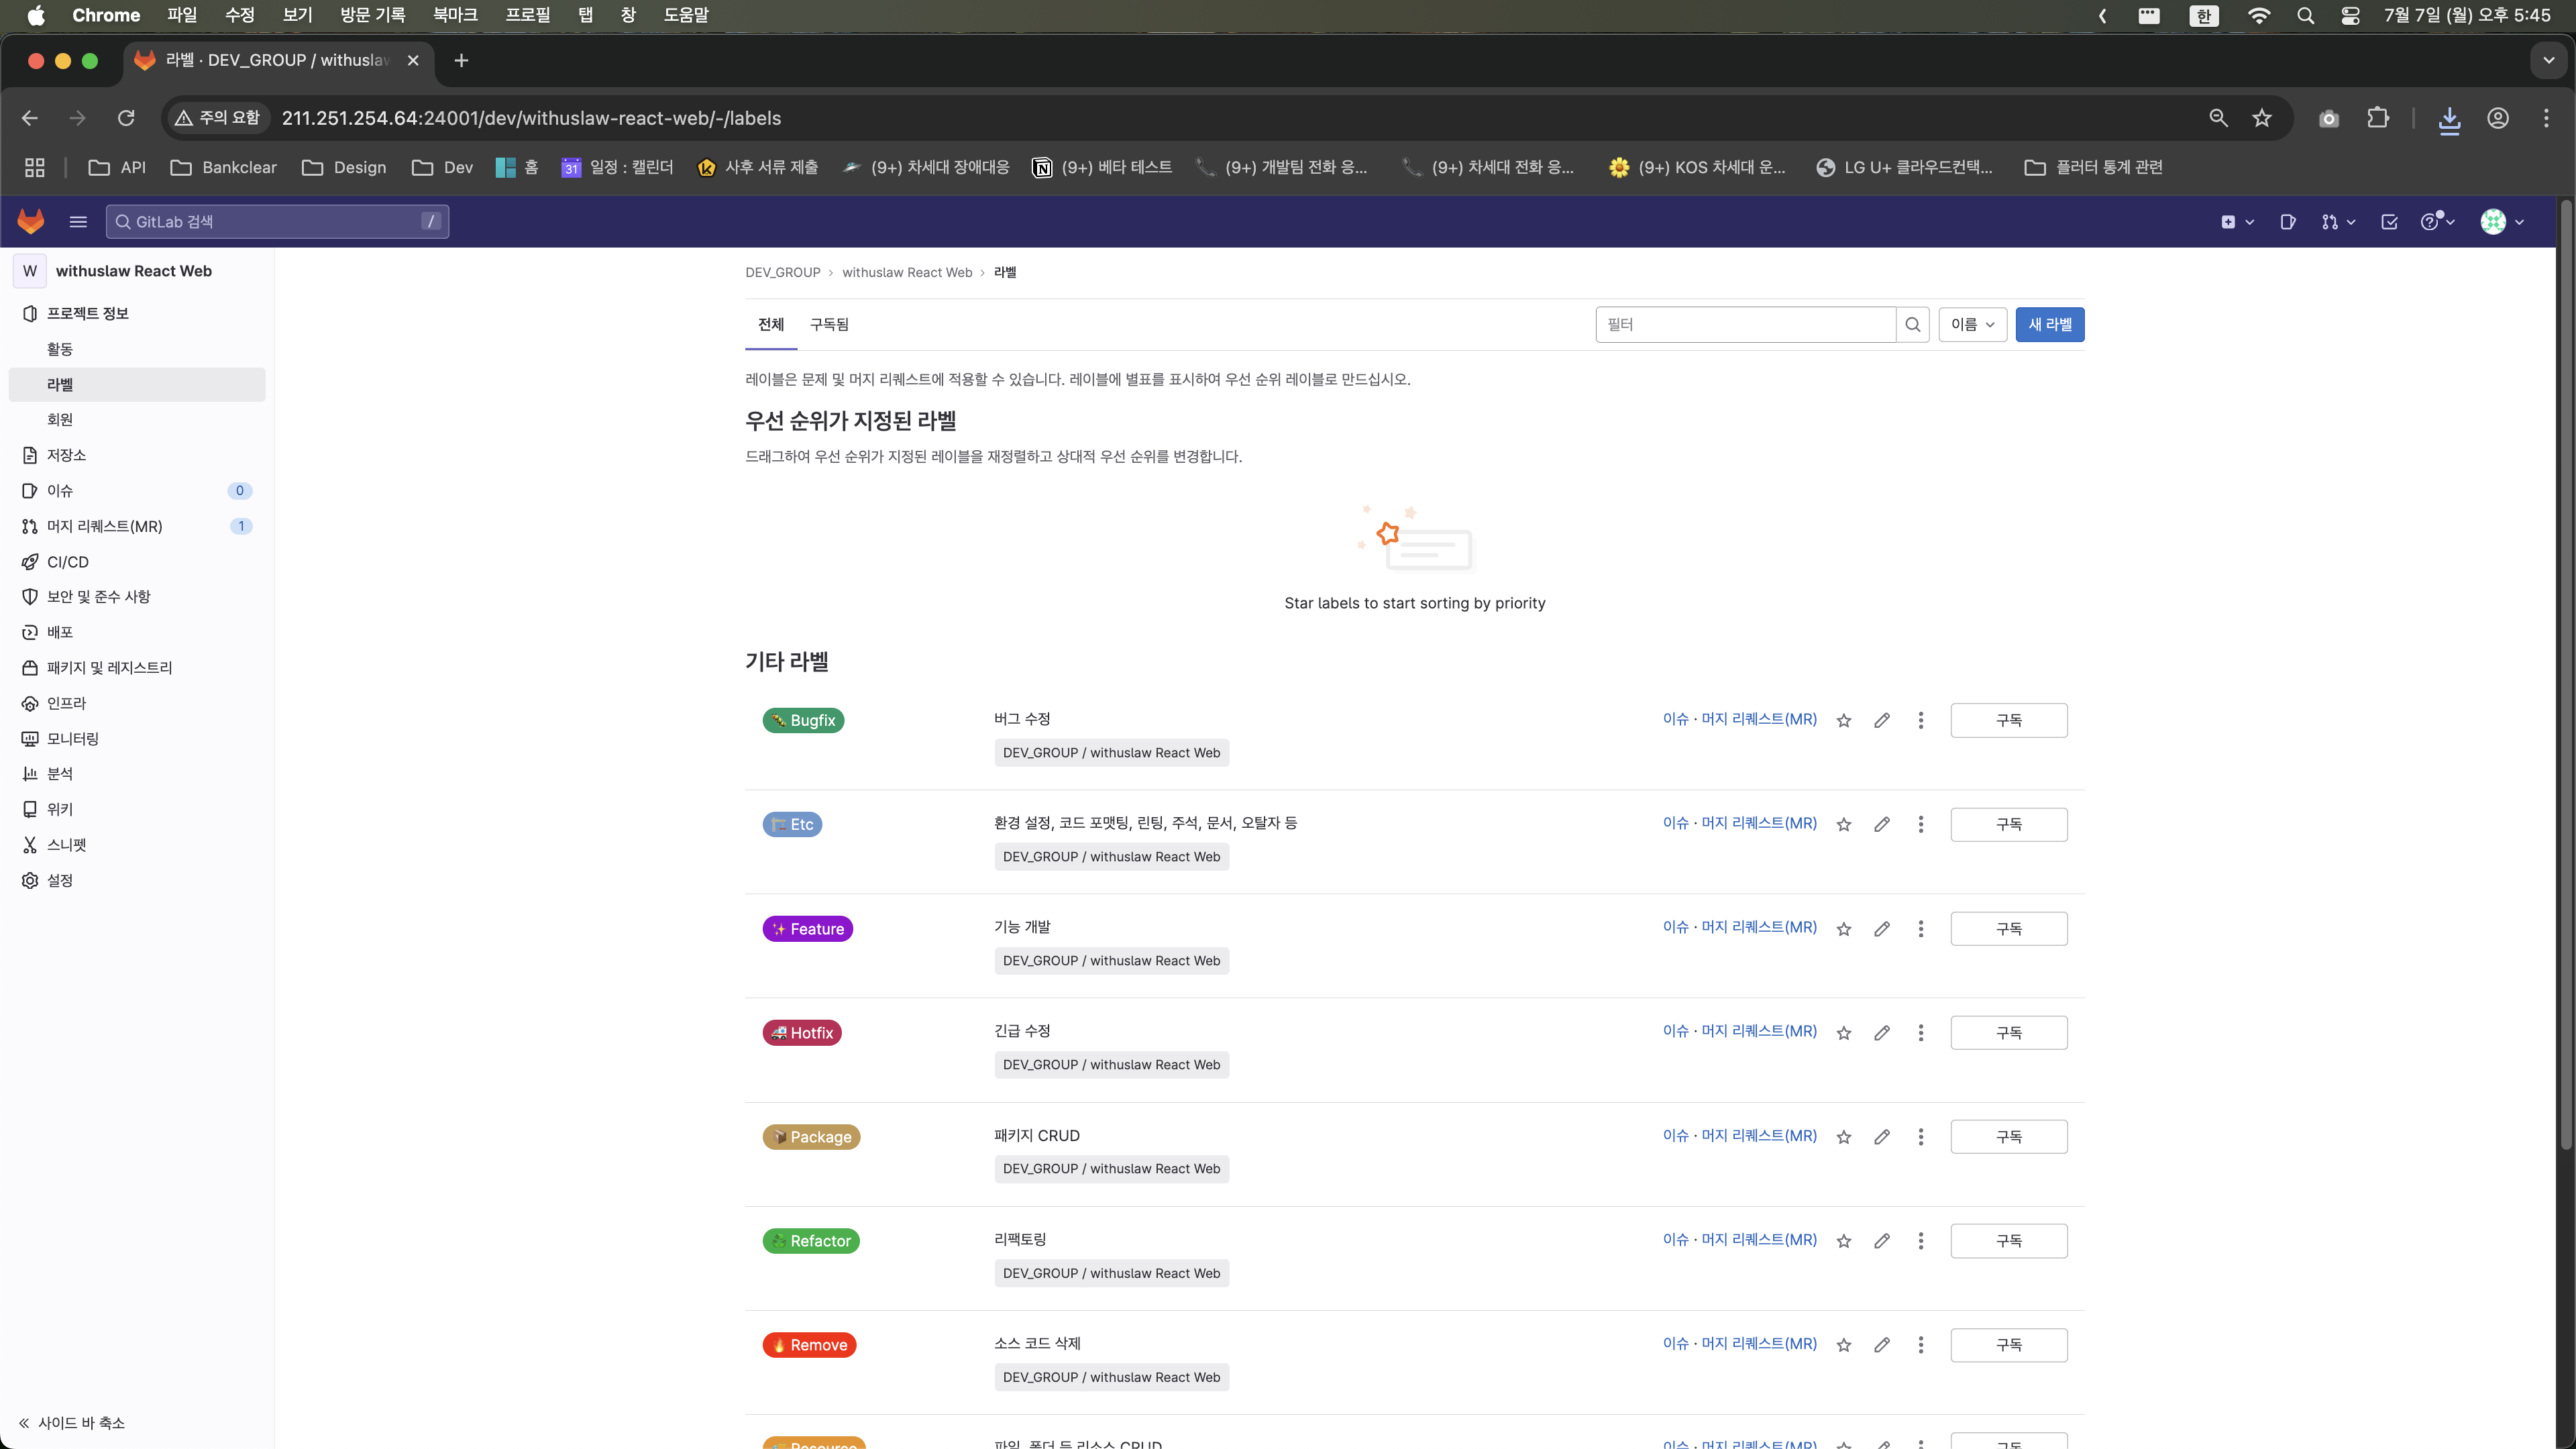 Chrome 파일 수정 보기 방문 기록 북마크 프로필 탭 창 도움말 한 7월 7일 (월) 오후 5:45
라벨 · DEV_GROUP / withuslaw
주의 요함 211.251.254.64:24001/dev/withuslaw-react-web/-/labels
API Bankclear Design Dev 홈 31 일정 : 캘린더 사후 서류 제출 (9+) 차세대 장애대응 (9+) 베타 테스트 (9+) 개발팀 전화 응... (9+) 차세대 전화 응... (9+) KOS 차세대 운... LG U+ 클라우드컨택... 플러터 통계 관련
GitLab 검색 /
W withuslaw React Web
프로젝트 정보
활동
라벨
회원
저장소
이슈 0
머지 리퀘스트(MR) 1
CI/CD
보안 및 준수 사항
배포
패키지 및 레지스트리
인프라
모니터링
분석
위키
스니펫
설정
사이드 바 축소
DEV_GROUP › withuslaw React Web › 라벨
전체 구독됨 필터 이름 새 라벨
레이블은 문제 및 머지 리퀘스트에 적용할 수 있습니다. 레이블에 별표를 표시하여 우선 순위 레이블로 만드십시오.
우선 순위가 지정된 라벨
드래그하여 우선 순위가 지정된 레이블을 재정렬하고 상대적 우선 순위를 변경합니다.
Star labels to start sorting by priority
기타 라벨
🐛 Bugfix 버그 수정 이슈 · 머지 리퀘스트(MR) 구독
DEV_GROUP / withuslaw React Web
🏗️ Etc 환경 설정, 코드 포맷팅, 린팅, 주석, 문서, 오탈자 등 이슈 · 머지 리퀘스트(MR) 구독
DEV_GROUP / withuslaw React Web
✨ Feature 기능 개발 이슈 · 머지 리퀘스트(MR) 구독
DEV_GROUP / withuslaw React Web
🚑 Hotfix 긴급 수정 이슈 · 머지 리퀘스트(MR) 구독
DEV_GROUP / withuslaw React Web
📦 Package 패키지 CRUD 이슈 · 머지 리퀘스트(MR) 구독
DEV_GROUP / withuslaw React Web
♻️ Refactor 리팩토링 이슈 · 머지 리퀘스트(MR) 구독
DEV_GROUP / withuslaw React Web
🔥 Remove 소스 코드 삭제 이슈 · 머지 리퀘스트(MR) 구독
DEV_GROUP / withuslaw React Web
Resource 파일, 폴더 등 리소스 CRUD 이슈 · 머지 리퀘스트(MR) 구독